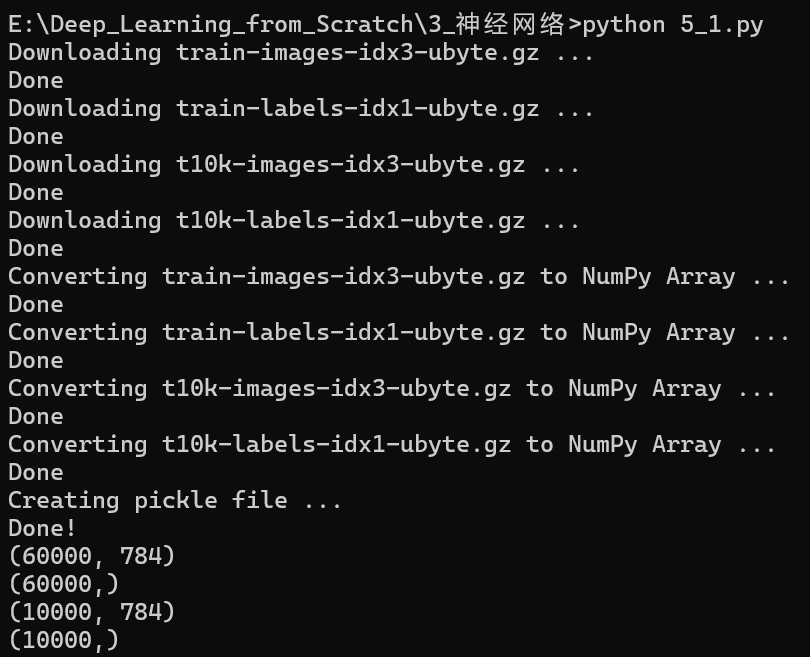 E:\Deep_Learning_from_Scratch\3_神经网络>python 5_1.py
Downloading train-images-idx3-ubyte.gz ...
Done
Downloading train-labels-idx1-ubyte.gz ...
Done
Downloading t10k-images-idx3-ubyte.gz ...
Done
Downloading t10k-labels-idx1-ubyte.gz ...
Done
Converting train-images-idx3-ubyte.gz to NumPy Array ...
Done
Converting train-labels-idx1-ubyte.gz to NumPy Array ...
Done
Converting t10k-images-idx3-ubyte.gz to NumPy Array ...
Done
Converting t10k-labels-idx1-ubyte.gz to NumPy Array ...
Done
Creating pickle file ...
Done!
(60000, 784)
(60000,)
(10000, 784)
(10000,)